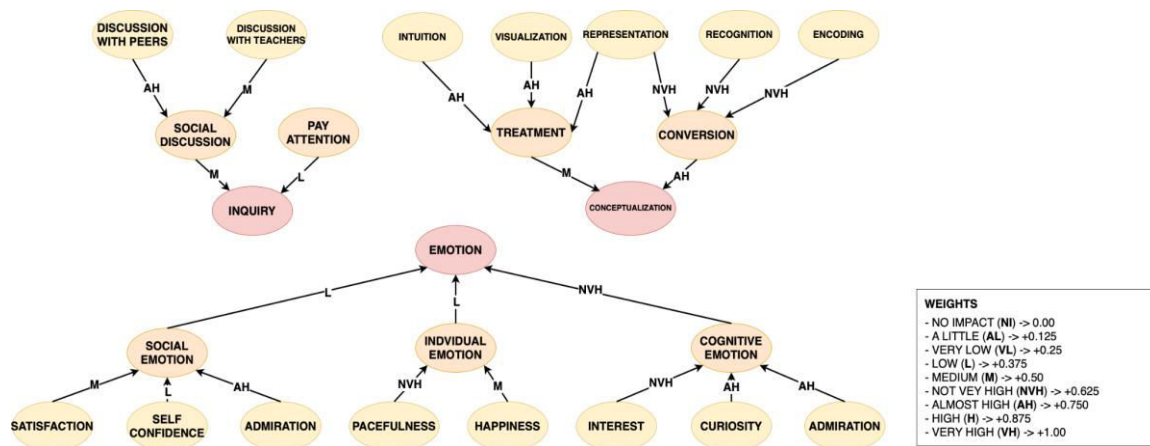 DISCUSSION
WITH PEERS
DISCUSSION
WITH TEACHERS
INTUITION
VISUALIZATION
REPRESENTATION
RECOGNITION
ENCODING
AH
M
AH
AH
AH
NVH
NVH
NVH
SOCIAL
DISCUSSION
PAY
ATTENTION
TREATMENT
CONVERSION
M
L
M
AH
INQUIRY
CONCEPTUALIZATION
EMOTION
L
L
NVH
SOCIAL
EMOTION
INDVIDUAL
EMOTION
COGNITIVE
EMOTION
M
L
AH
NVH
M
NVH
AH
AH
SATISFACTION
SELF
CONFIDENCE
ADMIRATION
PACEFULNESS
HAPPINESS
INTEREST
CURIOSITY
ADMIRATION
WEIGHTS
- NO IMPACT (NI) -> 0.00
- A LITTLE (AL) -> +0.125
- VERY LOW (VL) -> +0.25
- LOW (L) -> +0.375
- MEDIUM (M) -> +0.50
- NOT VEY HIGH (NVH) -> +0.625
- ALMOST HIGH (AH) -> +0.750
- HIGH (H) -> +0.875
- VERY HIGH (VH) -> +1.00